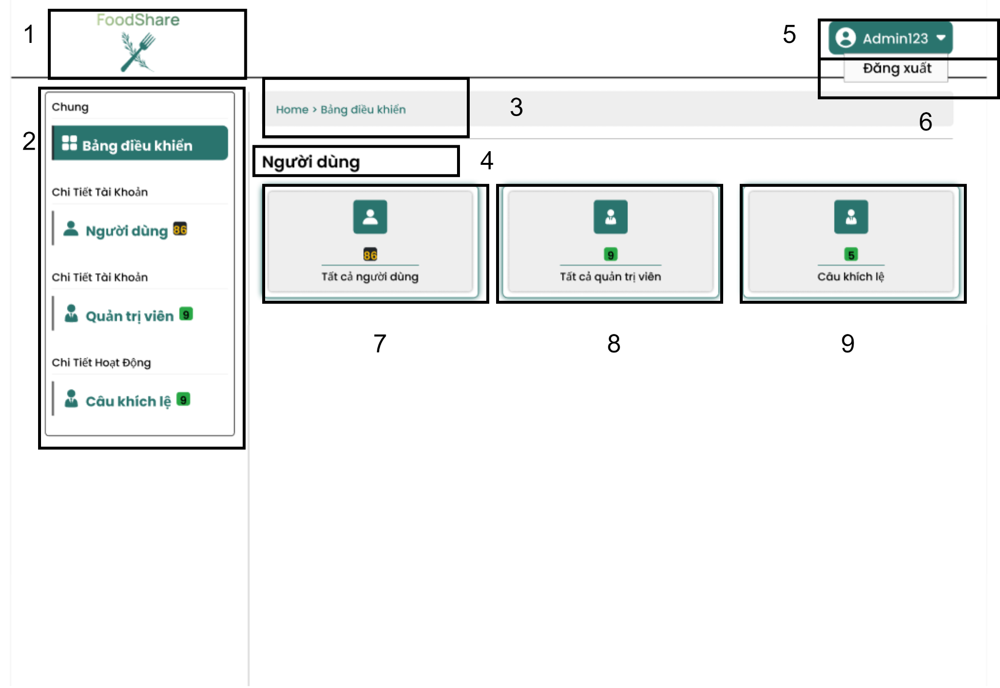 FoodShare
1
5
Admin123
Đăng xuất
6
2
Chung
Bảng điều khiển
Chi Tiết Tài Khoản
Người dùng 86
Chi Tiết Tài Khoản
Quản trị viên 9
Chi Tiết Hoạt Động
Câu khích lệ 9
Home > Bảng điều khiển
3
Người dùng
4
86
Tất cả người dùng
7
9
Tất cả quản trị viên
8
5
Câu khích lệ
9